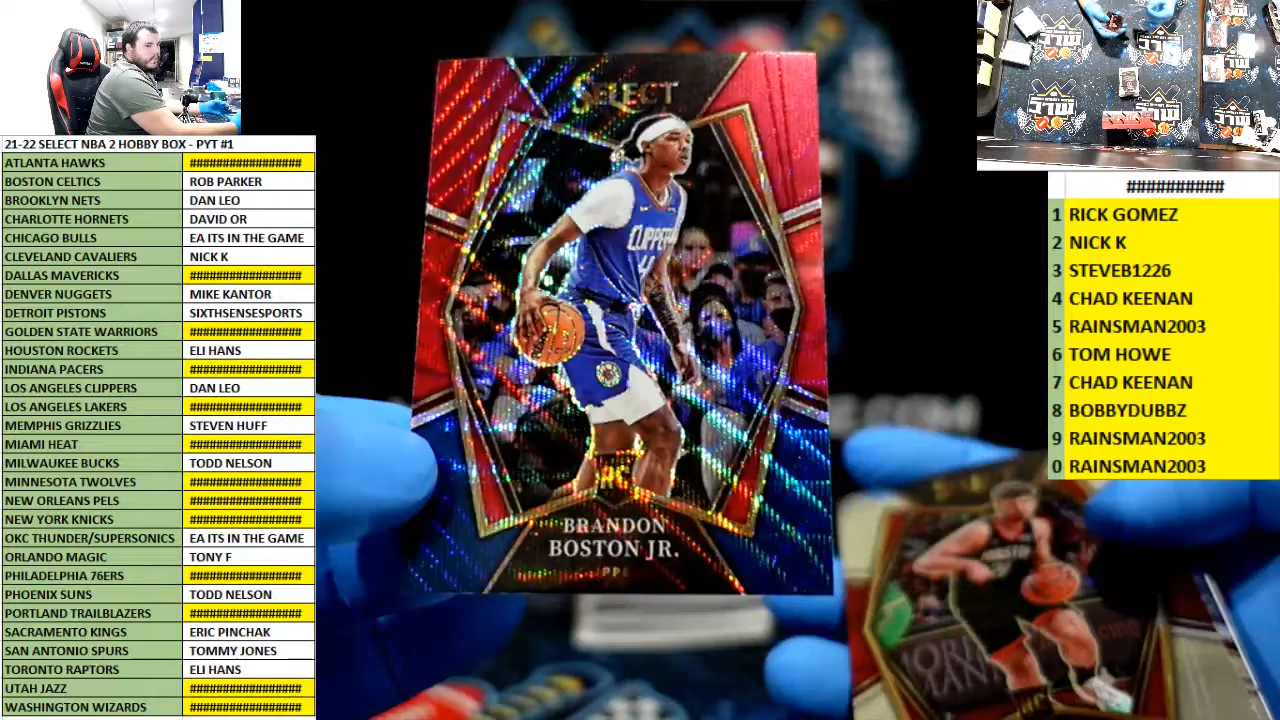 21-22 SELECT NBA 2 HOBBY BOX - PYT #1
ATLANTA HAWKS ################
BOSTON CELTICS ROB PARKER
BROOKLYN NETS DAN LEO
CHARLOTTE HORNETS DAVID OR
CHICAGO BULLS EA ITS IN THE GAME
CLEVELAND CAVALIERS NICK K
DALLAS MAVERICKS ################
DENVER NUGGETS MIKE KANTOR
DETROIT PISTONS SIXTHSENSESPORTS
GOLDEN STATE WARRIORS ################
HOUSTON ROCKETS ELI HANS
INDIANA PACERS ################
LOS ANGELES CLIPPERS DAN LEO
LOS ANGELES LAKERS ################
MEMPHIS GRIZZLIES STEVEN HUFF
MIAMI HEAT ################
MILWAUKEE BUCKS TODD NELSON
MINNESOTA TWOLVES ################
NEW ORLEANS PELS ################
NEW YORK KNICKS ################
OKC THUNDER/SUPERSONICS EA ITS IN THE GAME
ORLANDO MAGIC TONY F
PHILADELPHIA 76ERS ################
PHOENIX SUNS TODD NELSON
PORTLAND TRAILBLAZERS ################
SACRAMENTO KINGS ERIC PINCHAK
SAN ANTONIO SPURS TOMMY JONES
TORONTO RAPTORS ELI HANS
UTAH JAZZ ################
WASHINGTON WIZARDS ################
SELECT
CLIPPERS
BRANDON
BOSTON JR.
##########
1 RICK GOMEZ
2 NICK K
3 STEVEB1226
4 CHAD KEENAN
5 RAINSMAN2003
6 TOM HOWE
7 CHAD KEENAN
8 BOBBYDUBBZ
9 RAINSMAN2003
0 RAINSMAN2003